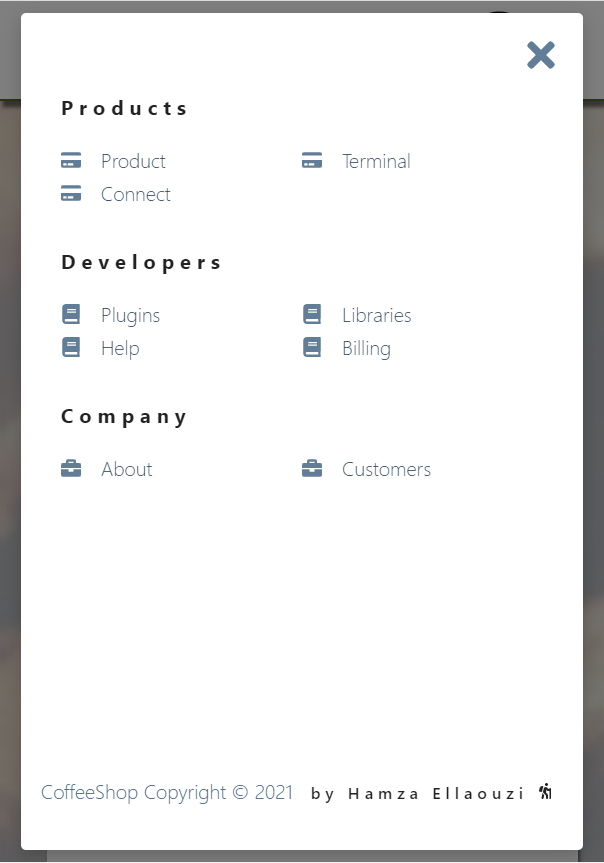 Products
Product Terminal
Connect
Developers
Plugins Libraries
Help Billing
Company
About Customers
CoffeeShop Copyright © 2021 by Hamza Ellaouzi